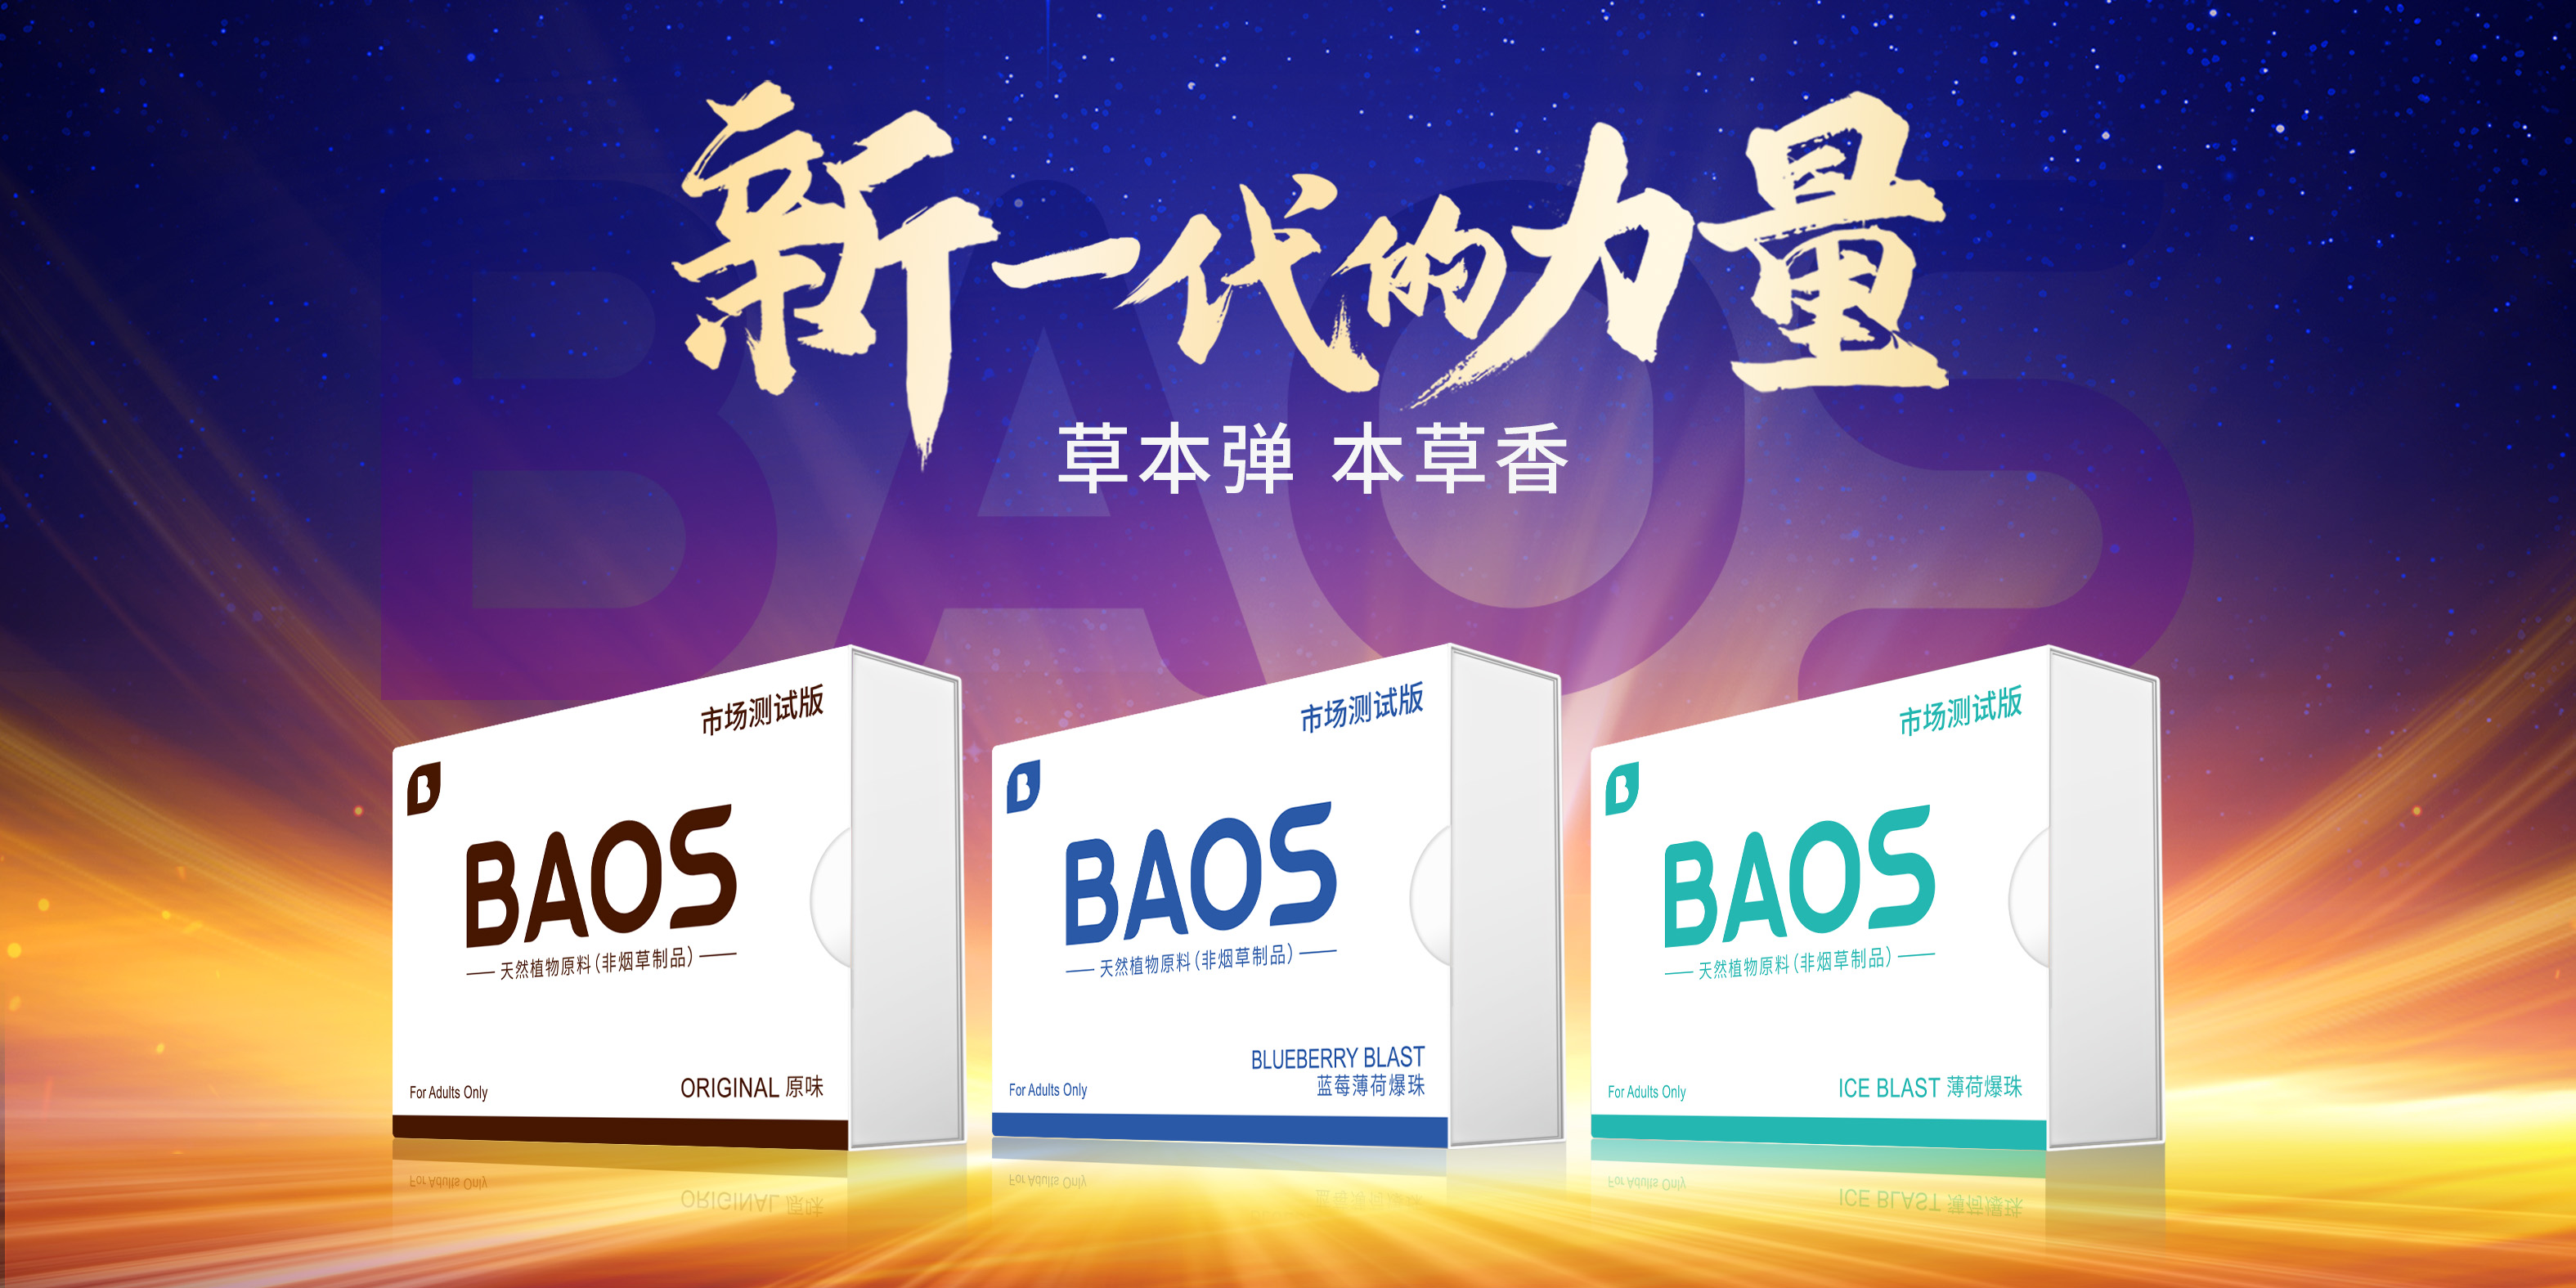 BAOS
新一代的力量
草本弹 本草香
市场测试版
B
BAOS
天然植物原料(非烟草制品)
For Adults Only
ORIGINAL 原味
市场测试版
B
BAOS
天然植物原料(非烟草制品)
BLUEBERRY BLAST
蓝莓薄荷爆珠
For Adults Only
市场测试版
B
BAOS
天然植物原料(非烟草制品)
For Adults Only
ICE BLAST 薄荷爆珠